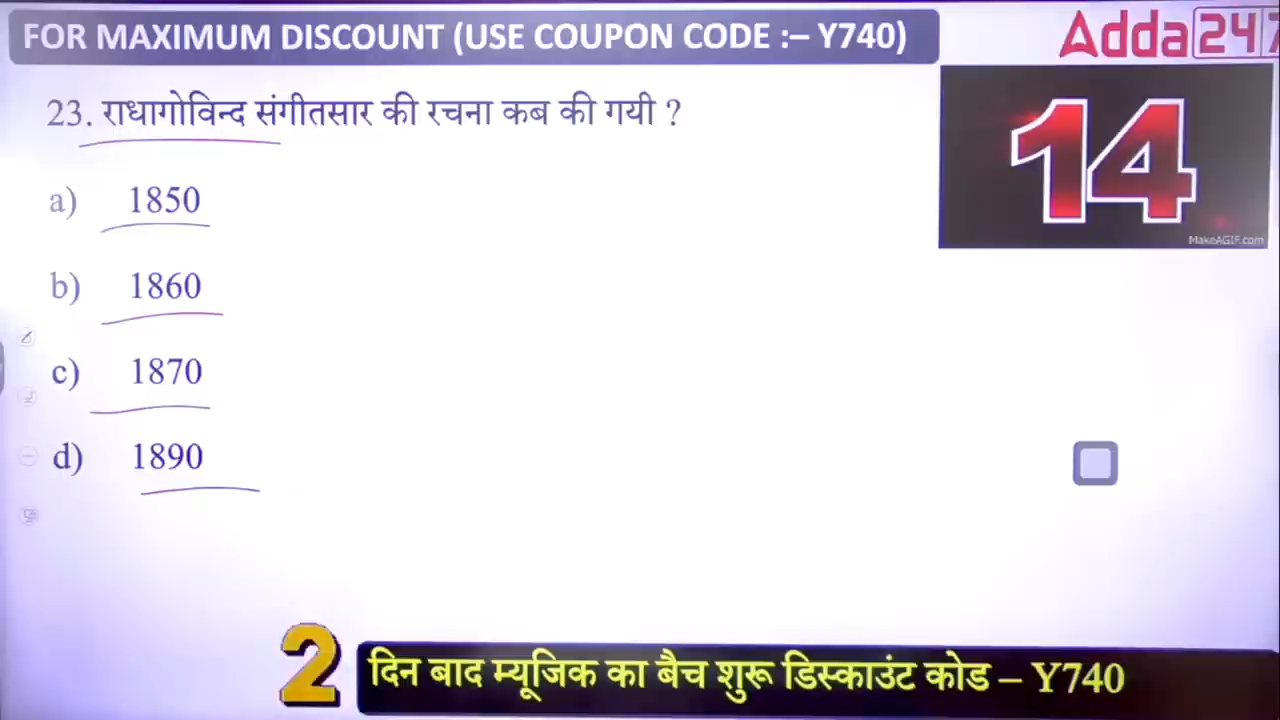 FOR MAXIMUM DISCOUNT (USE COUPON CODE :– Y740)
Adda247
23. राधागोविन्द संगीतसार की रचना कब की गयी ?
14
MakeAGIF.com
a) 1850
b) 1860
c) 1870
d) 1890
2 दिन बाद म्यूजिक का बैच शुरू डिस्काउंट कोड – Y740